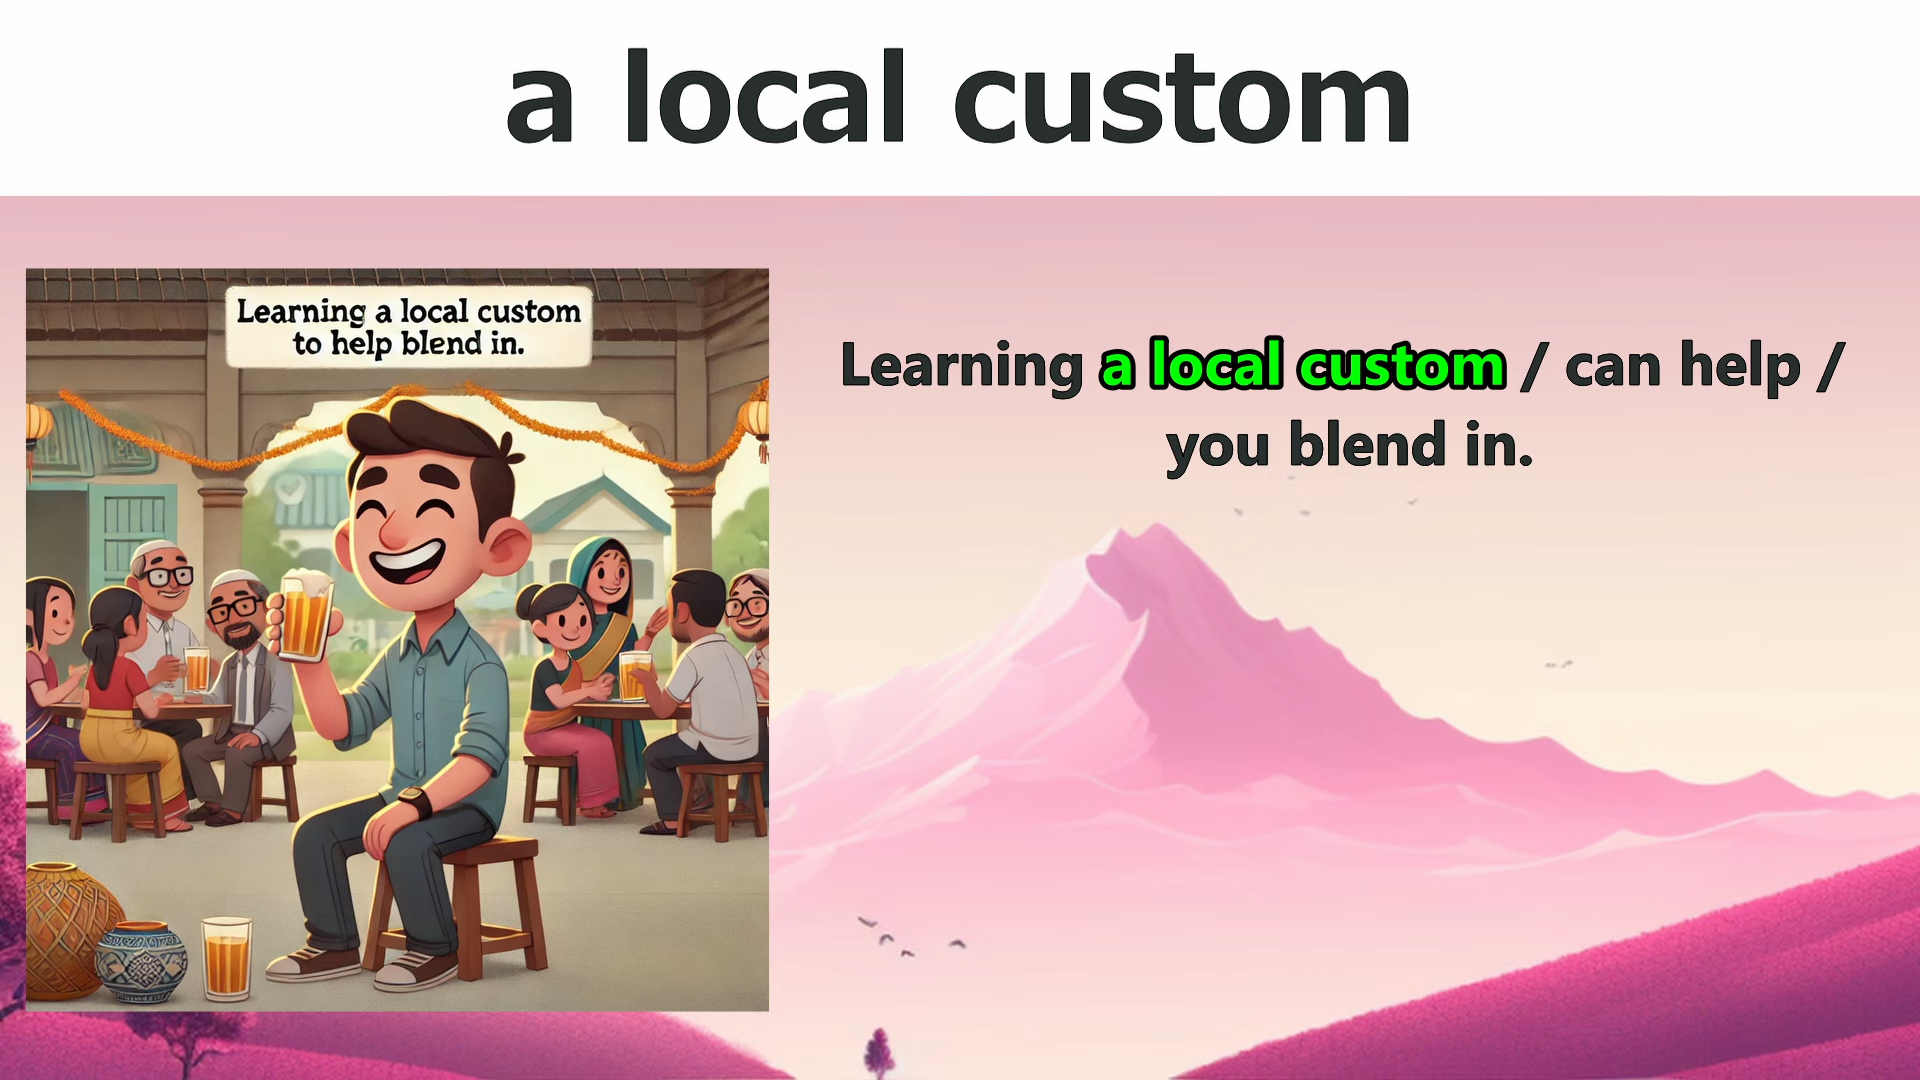 a local custom
Learning a local custom
to help blend in.
Learning a local custom / can help /
you blend in.